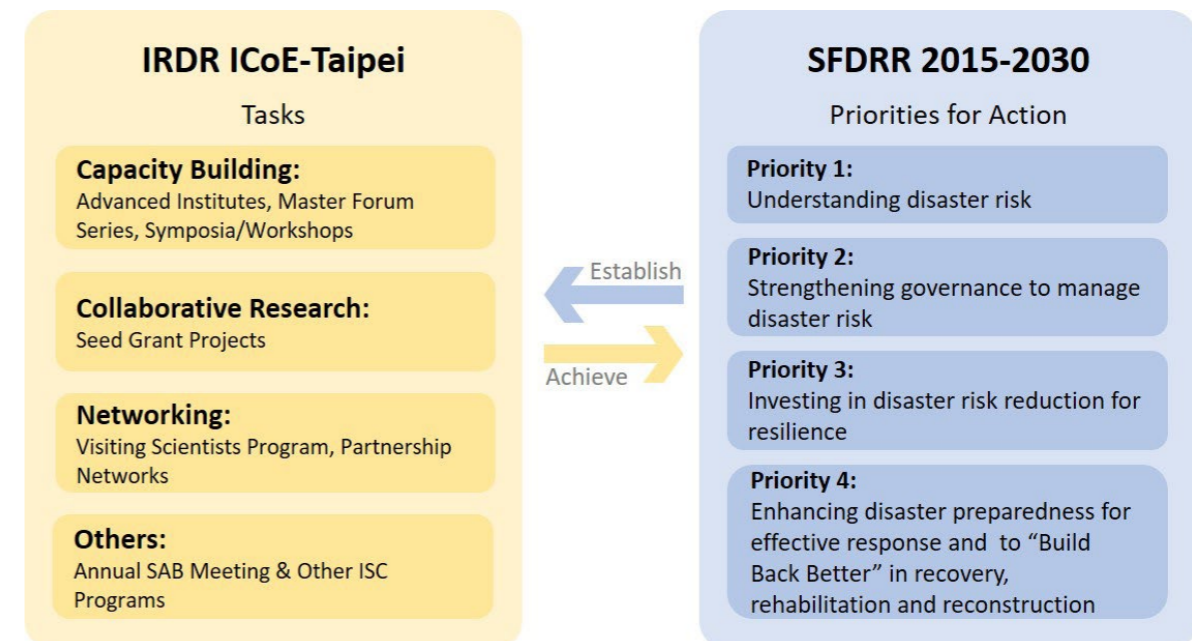 IRDR ICoE-Taipei
Tasks
Capacity Building:
Advanced Institutes, Master Forum
Series, Symposia/Workshops
Collaborative Research:
Seed Grant Projects
Networking:
Visiting Scientists Program, Partnership
Networks
Others:
Annual SAB Meeting & Other ISC
Programs
Establish
Achieve
SFDRR 2015-2030
Priorities for Action
Priority 1:
Understanding disaster risk
Priority 2:
Strengthening governance to manage
disaster risk
Priority 3:
Investing in disaster risk reduction for
resilience
Priority 4:
Enhancing disaster preparedness for
effective response and to “Build
Back Better” in recovery,
rehabilitation and reconstruction